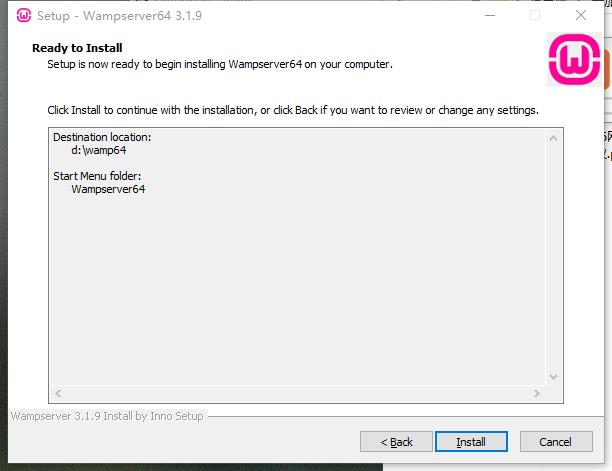 Setup - Wampserver64 3.1.9
Ready to Install
Setup is now ready to begin installing Wampserver64 on your computer.
Click Install to continue with the installation, or click Back if you want to review or change any settings.
Destination location:
d:\wamp64
Start Menu folder:
Wampserver64
Wampserver 3.1.9 Install by Inno Setup
< Back
Install
Cancel